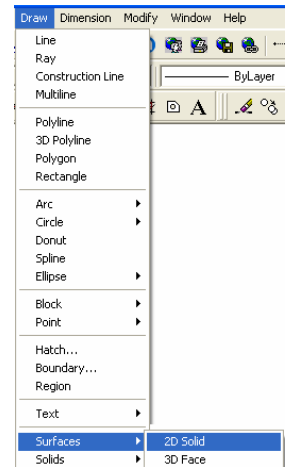 Draw Dimension Modify Window Help
Line
Ray
Construction Line
Multiline
ByLayer
A
Polyline
3D Polyline
Polygon
Rectangle
Arc
Circle
Donut
Spline
Ellipse
Block
Point
Hatch...
Boundary...
Region
Text
Surfaces 2D Solid
Solids 3D Face